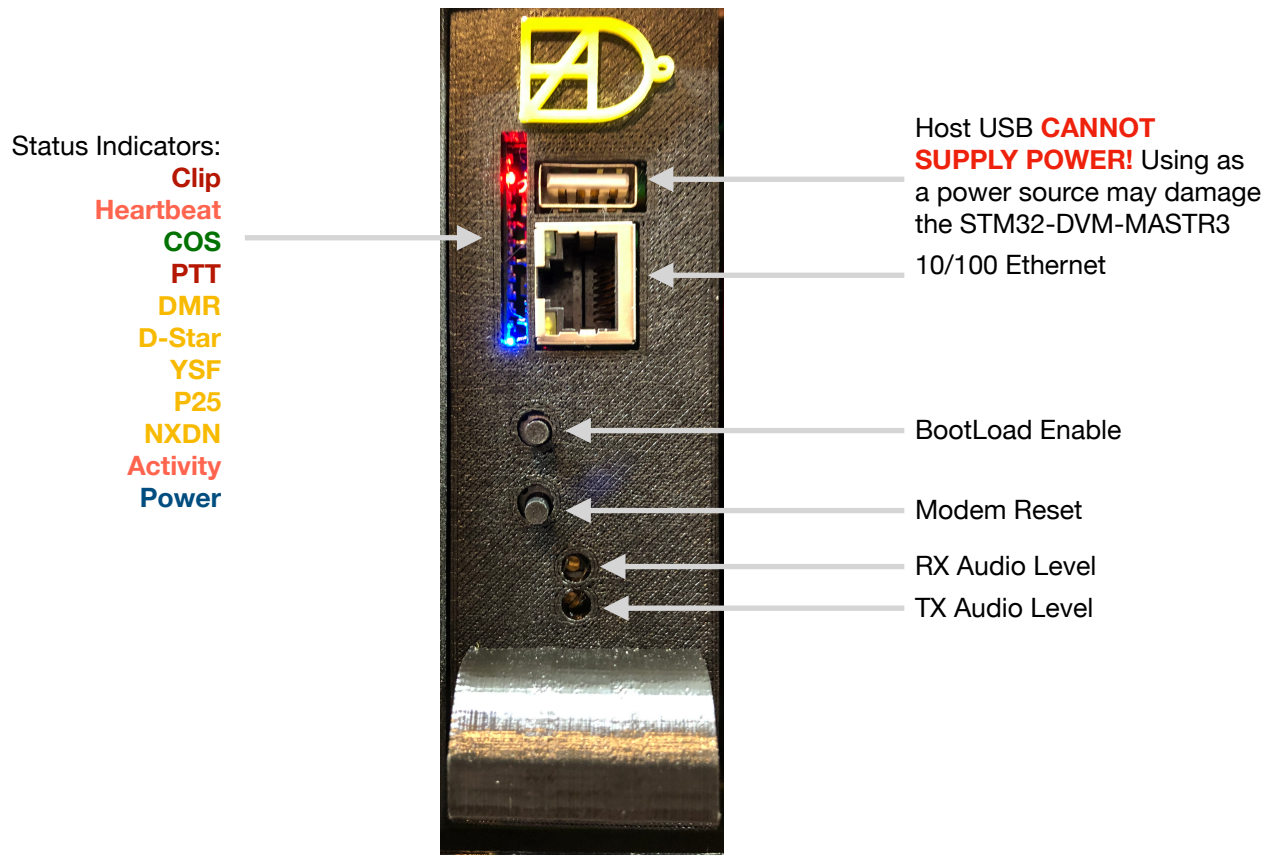 Status Indicators:
Clip
Heartbeat
COS
PTT
DMR
D-Star
YSF
P25
NXDN
Activity
Power
Host USB CANNOT
SUPPLY POWER! Using as
a power source may damage
the STM32-DVM-MASTR3
10/100 Ethernet
BootLoad Enable
Modem Reset
RX Audio Level
TX Audio Level